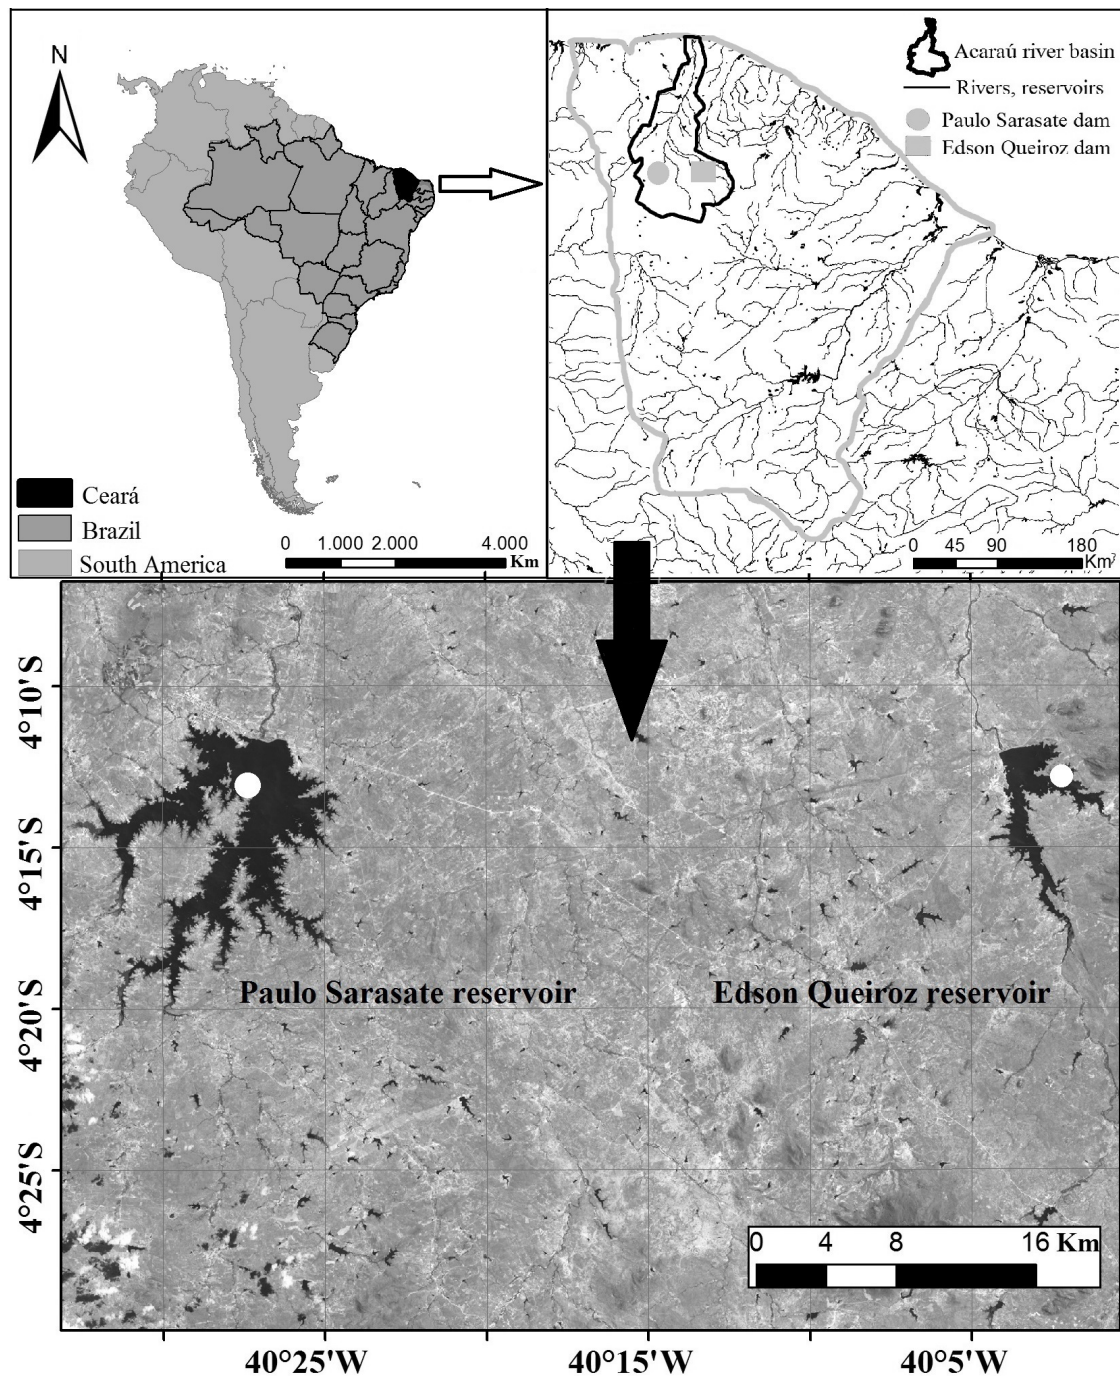 N
Ceará
Brazil
South America
0 1.000 2.000 4.000
Km
Acaraú river basin
Rivers, reservoirs
Paulo Sarasate dam
Edson Queiroz dam
0 45 90 180
Km
4°10'S
4°15'S
4°20'S
4°25'S
Paulo Sarasate reservoir
Edson Queiroz reservoir
0 4 8 16 Km
40°25'W 40°15'W 40°5'W